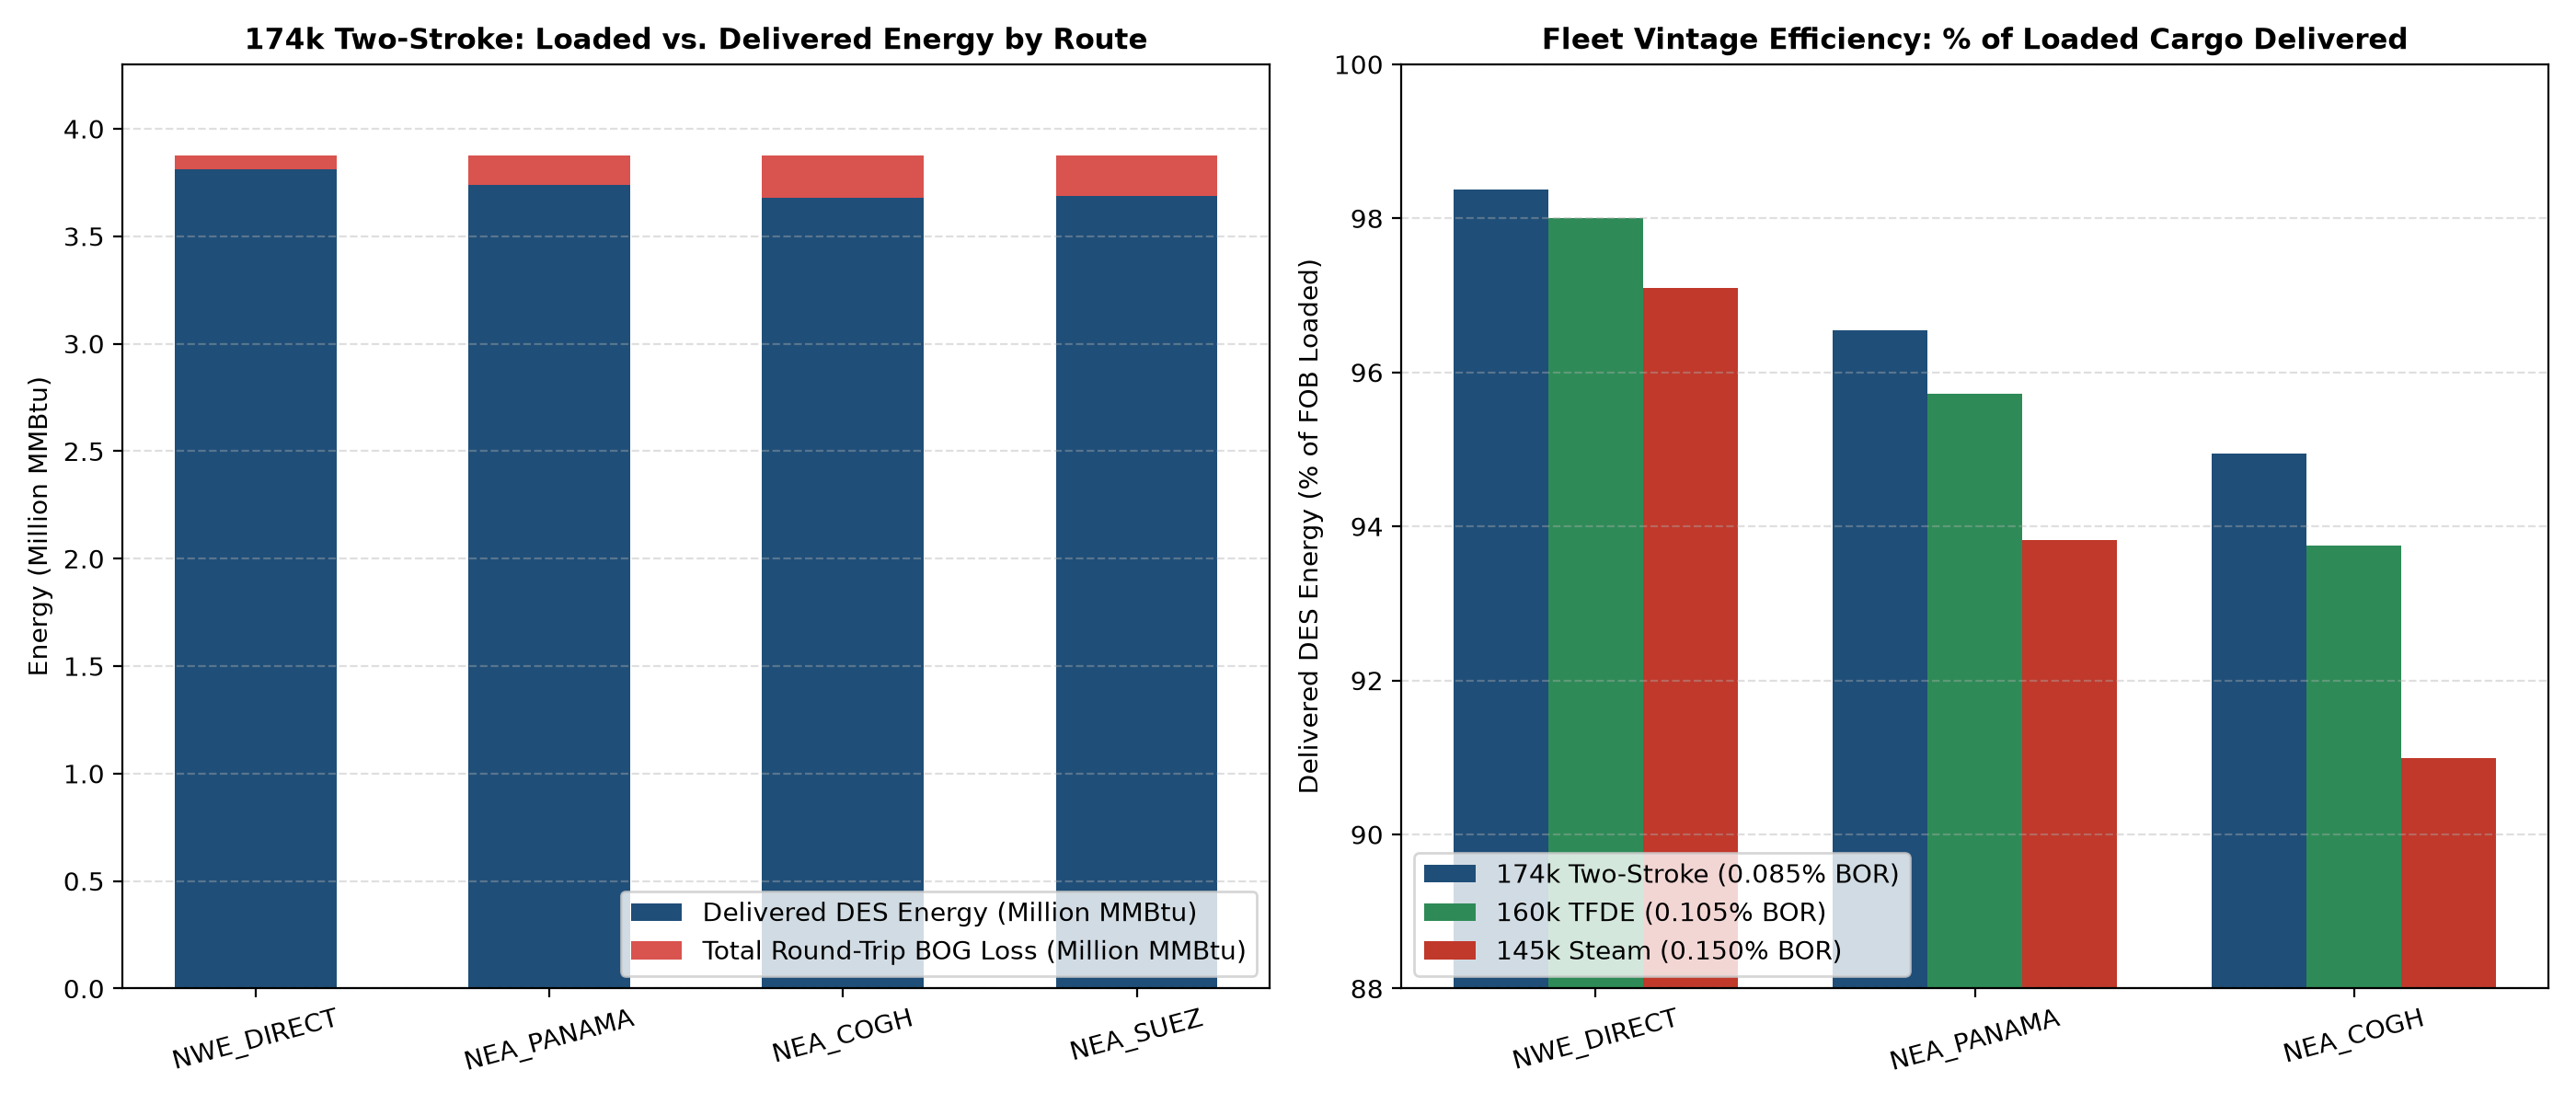 174k Two-Stroke: Loaded vs. Delivered Energy by Route
Energy (Million MMBtu)
4.0
3.5
3.0
2.5
2.0
1.5
1.0
0.5
0.0
Delivered DES Energy (Million MMBtu)
Total Round-Trip BOG Loss (Million MMBtu)
NWE_DIRECT
NEA_PANAMA
NEA_COGH
NEA_SUEZ
Fleet Vintage Efficiency: % of Loaded Cargo Delivered
Delivered DES Energy (% of FOB Loaded)
100
98
96
94
92
90
88
174k Two-Stroke (0.085% BOR)
160k TFDE (0.105% BOR)
145k Steam (0.150% BOR)
NWE_DIRECT
NEA_PANAMA
NEA_COGH